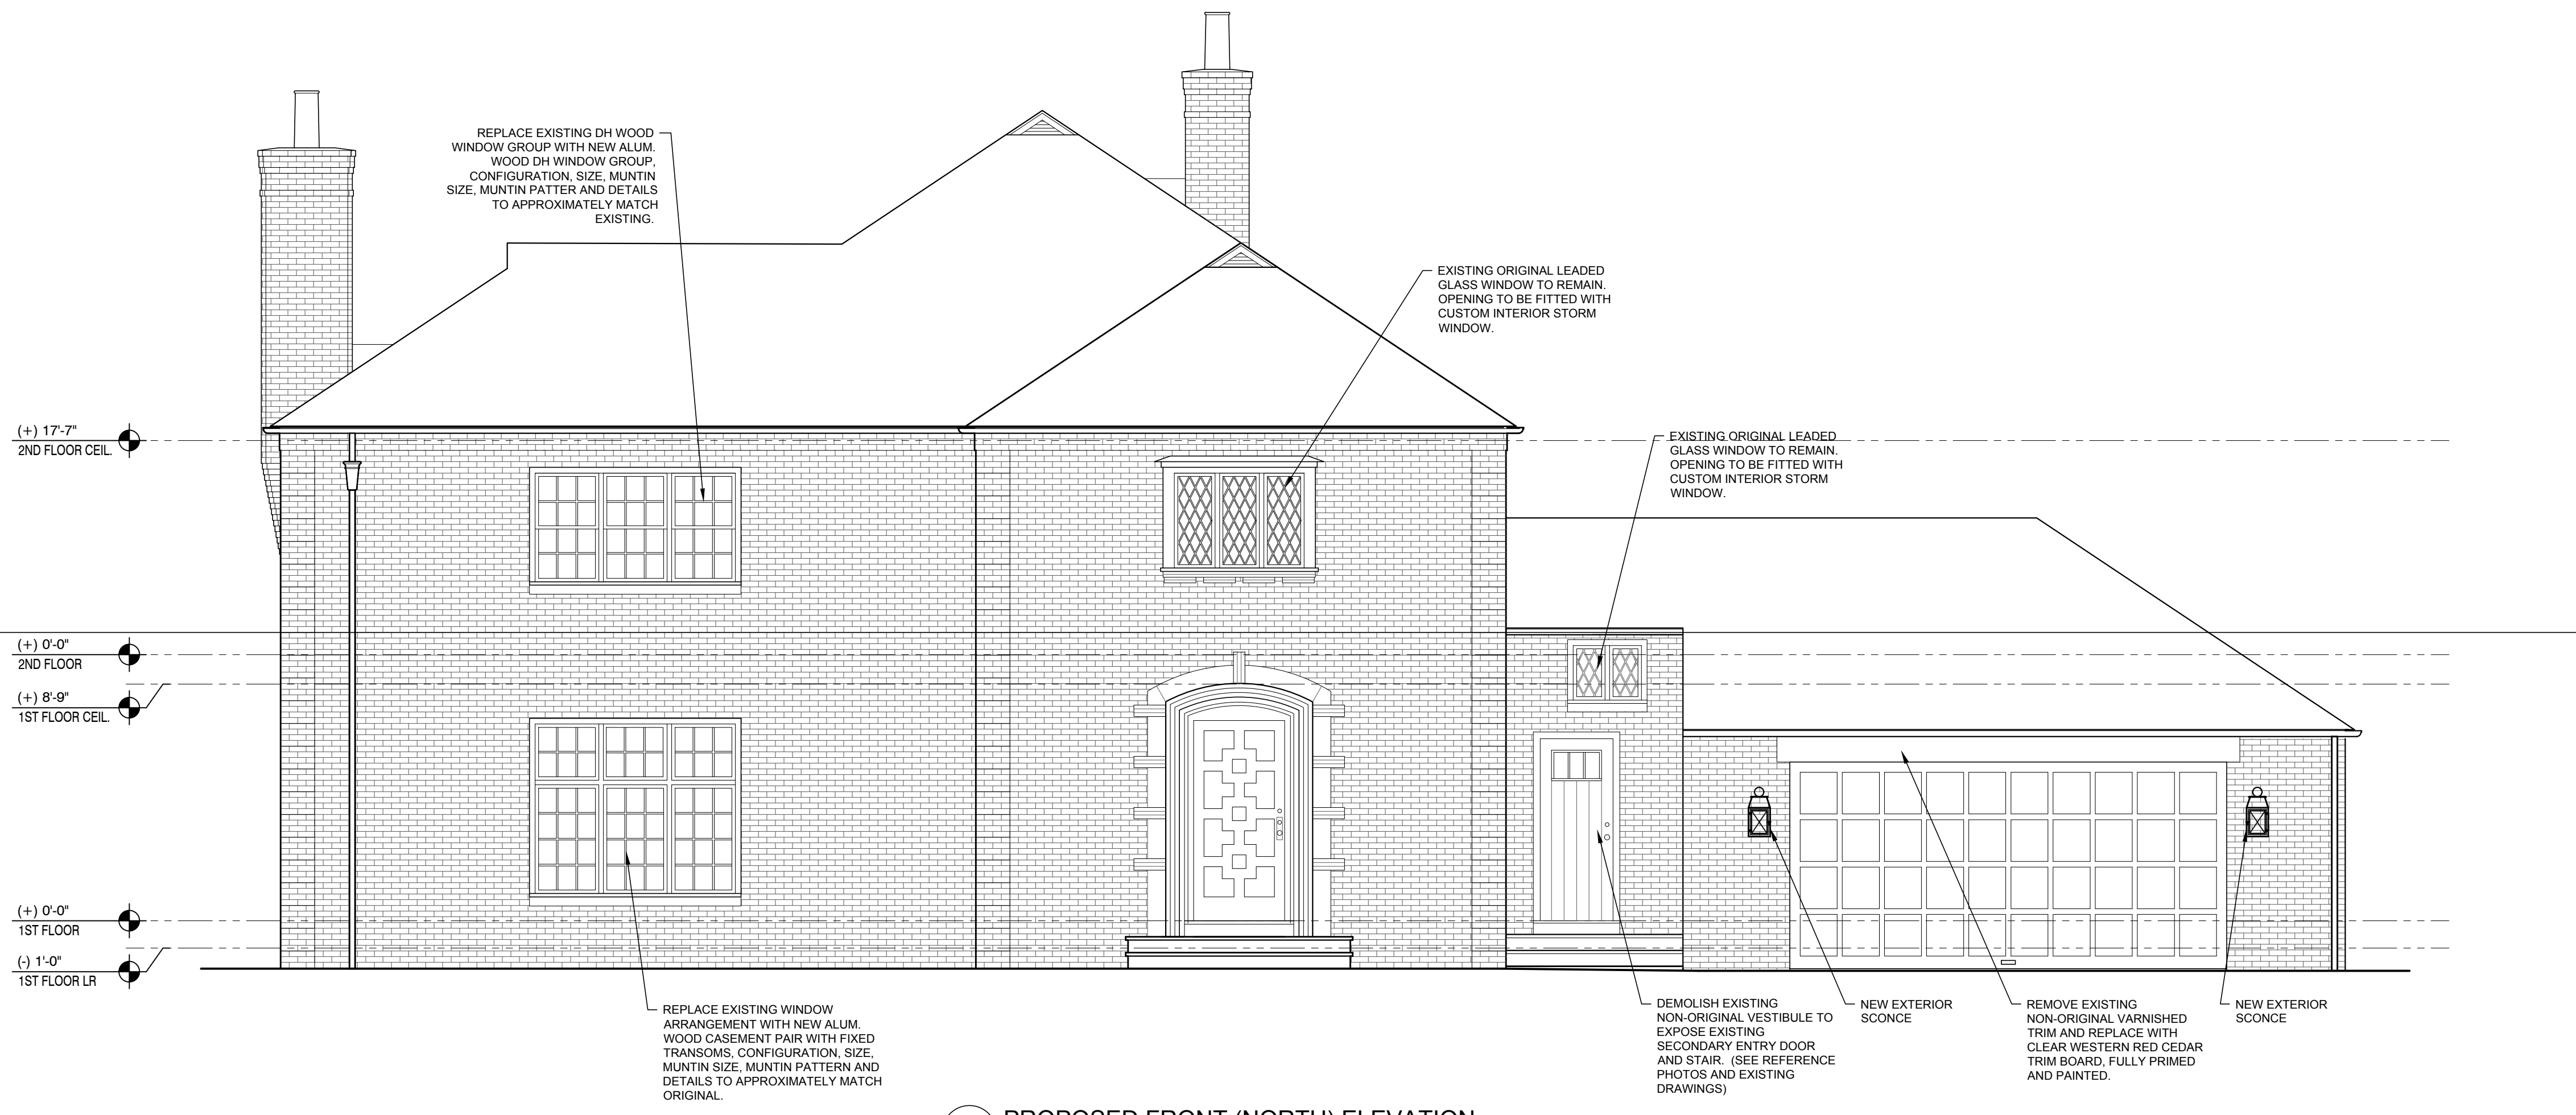 REPLACE EXISTING DH WOOD
WINDOW GROUP WITH NEW ALUM.
WOOD DH WINDOW GROUP,
CONFIGURATION, SIZE, MUNTIN
SIZE, MUNTIN PATTER AND DETAILS
TO APPROXIMATELY MATCH
EXISTING.
EXISTING ORIGINAL LEADED
GLASS WINDOW TO REMAIN.
OPENING TO BE FITTED WITH
CUSTOM INTERIOR STORM
WINDOW.
(+) 17'-7"
2ND FLOOR CEIL.
EXISTING ORIGINAL LEADED
GLASS WINDOW TO REMAIN.
OPENING TO BE FITTED WITH
CUSTOM INTERIOR STORM
WINDOW.
(+) 0'-0"
2ND FLOOR
(+) 8'-9"
1ST FLOOR CEIL.
(+) 0'-0"
1ST FLOOR
(-) 1'-0"
1ST FLOOR LR
REPLACE EXISTING WINDOW
ARRANGEMENT WITH NEW ALUM.
WOOD CASEMENT PAIR WITH FIXED
TRANSOMS, CONFIGURATION, SIZE,
MUNTIN SIZE, MUNTIN PATTERN AND
DETAILS TO APPROXIMATELY MATCH
ORIGINAL.
DEMOLISH EXISTING
NON-ORIGINAL VESTIBULE TO
EXPOSE EXISTING
SECONDARY ENTRY DOOR
AND STAIR. (SEE REFERENCE
PHOTOS AND EXISTING
DRAWINGS)
NEW EXTERIOR
SCONCE
REMOVE EXISTING
NON-ORIGINAL VARNISHED
TRIM AND REPLACE WITH
CLEAR WESTERN RED CEDAR
TRIM BOARD, FULLY PRIMED
AND PAINTED.
NEW EXTERIOR
SCONCE
PROPOSED FRONT (NORTH) ELEVATION